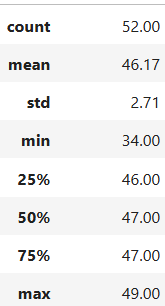 count 52.00
mean 46.17
std 2.71
min 34.00
25% 46.00
50% 47.00
75% 47.00
max 49.00